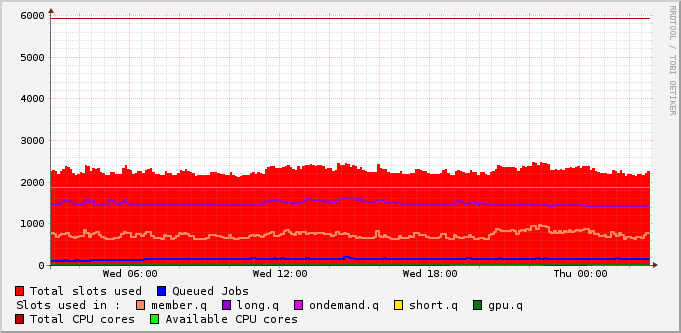 RRDTOOL / TOBI OETIKER
6000
5000
4000
3000
2000
1000
0
Wed 06:00 Wed 12:00 Wed 18:00 Thu 00:00
Total slots used Queued Jobs
Slots used in : member.q long.q ondemand.q short.q gpu.q
Total CPU cores Available CPU cores